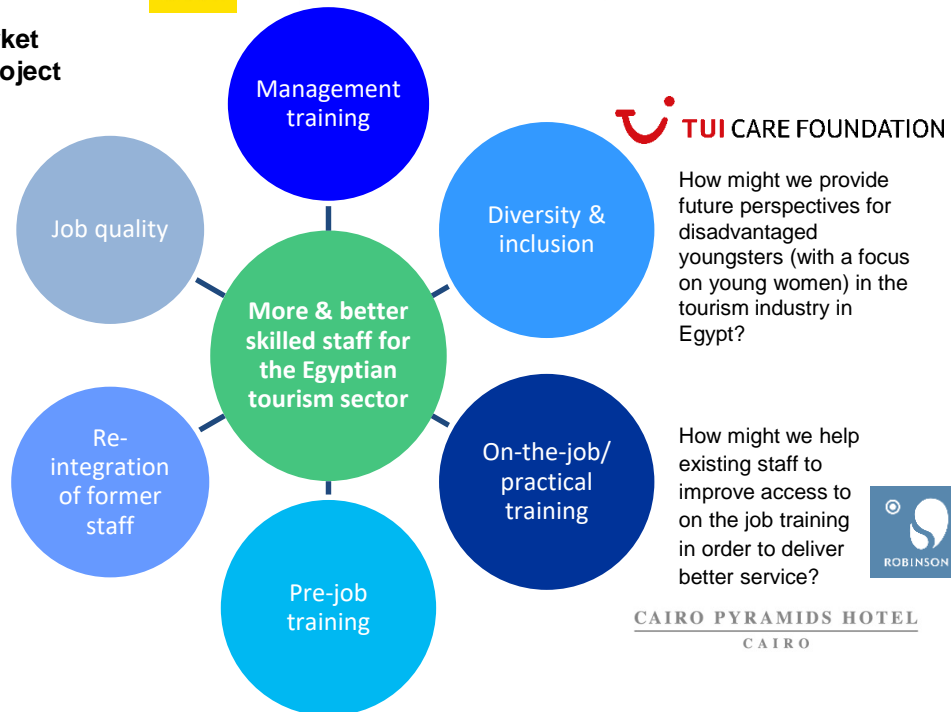 ket
oject
Management
training
TUI CARE FOUNDATION
Job quality
Diversity &
inclusion
How might we provide
future perspectives for
disadvantaged
youngsters (with a focus
on young women) in the
tourism industry in
Egypt?
More & better
skilled staff for
the Egyptian
tourism sector
Re-
integration
of former
staff
On-the-job/
practical
training
How might we help
existing staff to
improve access to
on the job training
in order to deliver
better service?
ROBINSON
Pre-job
training
CAIRO PYRAMIDS HOTEL
CAIRO